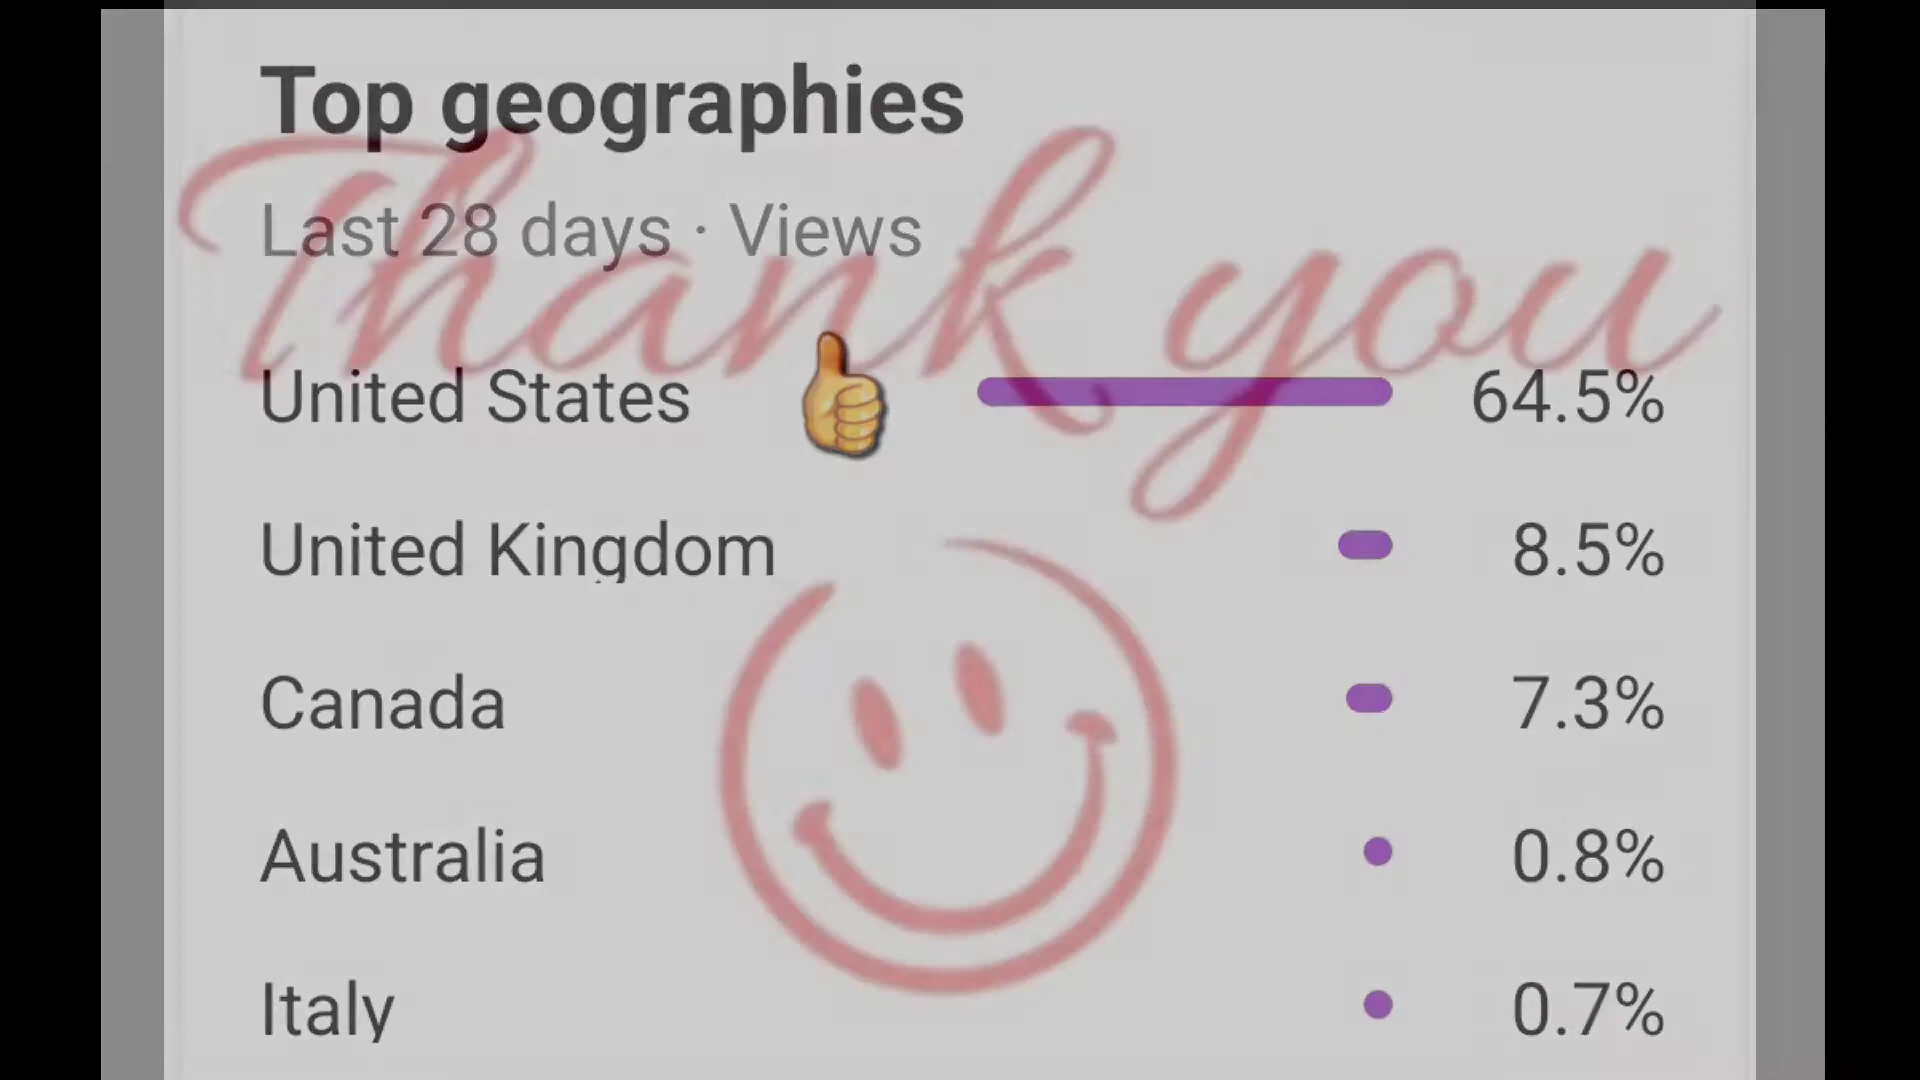 Top geographies
Thank you
Last 28 days · Views
United States 64.5%
United Kingdom 8.5%
Canada 7.3%
Australia 0.8%
Italy 0.7%